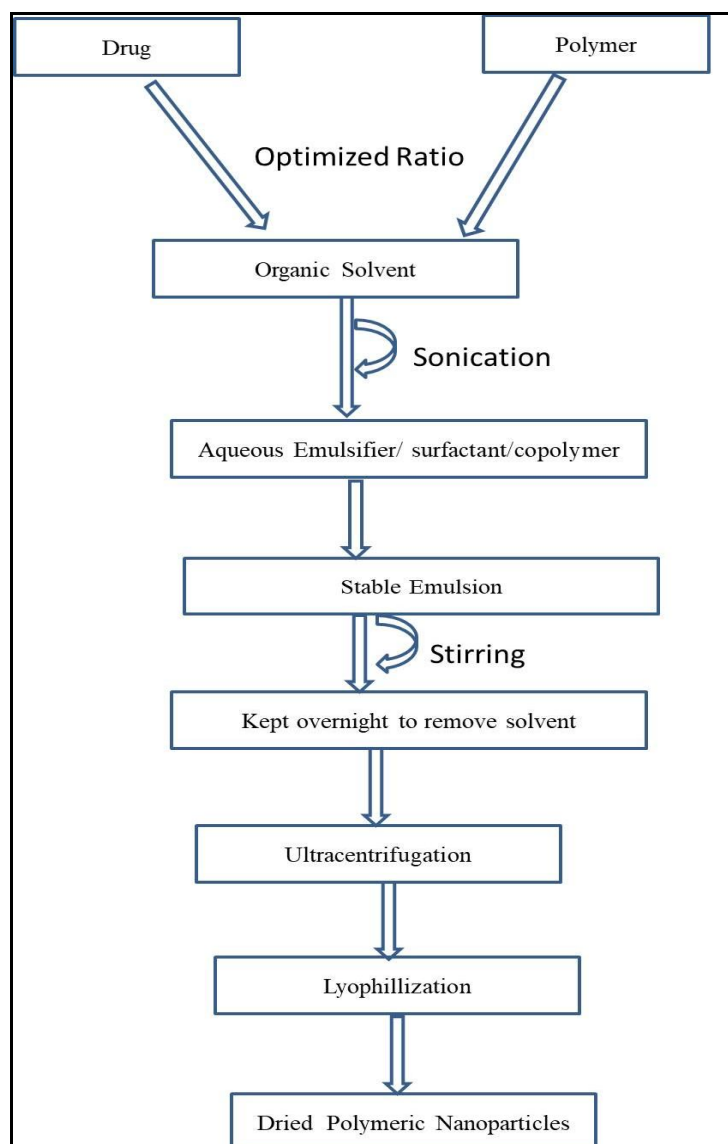 Drug
Polymer
Optimized Ratio
Organic Solvent
Sonication
Aqueous Emulsifier/ surfactant/copolymer
Stable Emulsion
Stirring
Kept overnight to remove solvent
Ultracentrifugation
Lyophillization
Dried Polymeric Nanoparticles